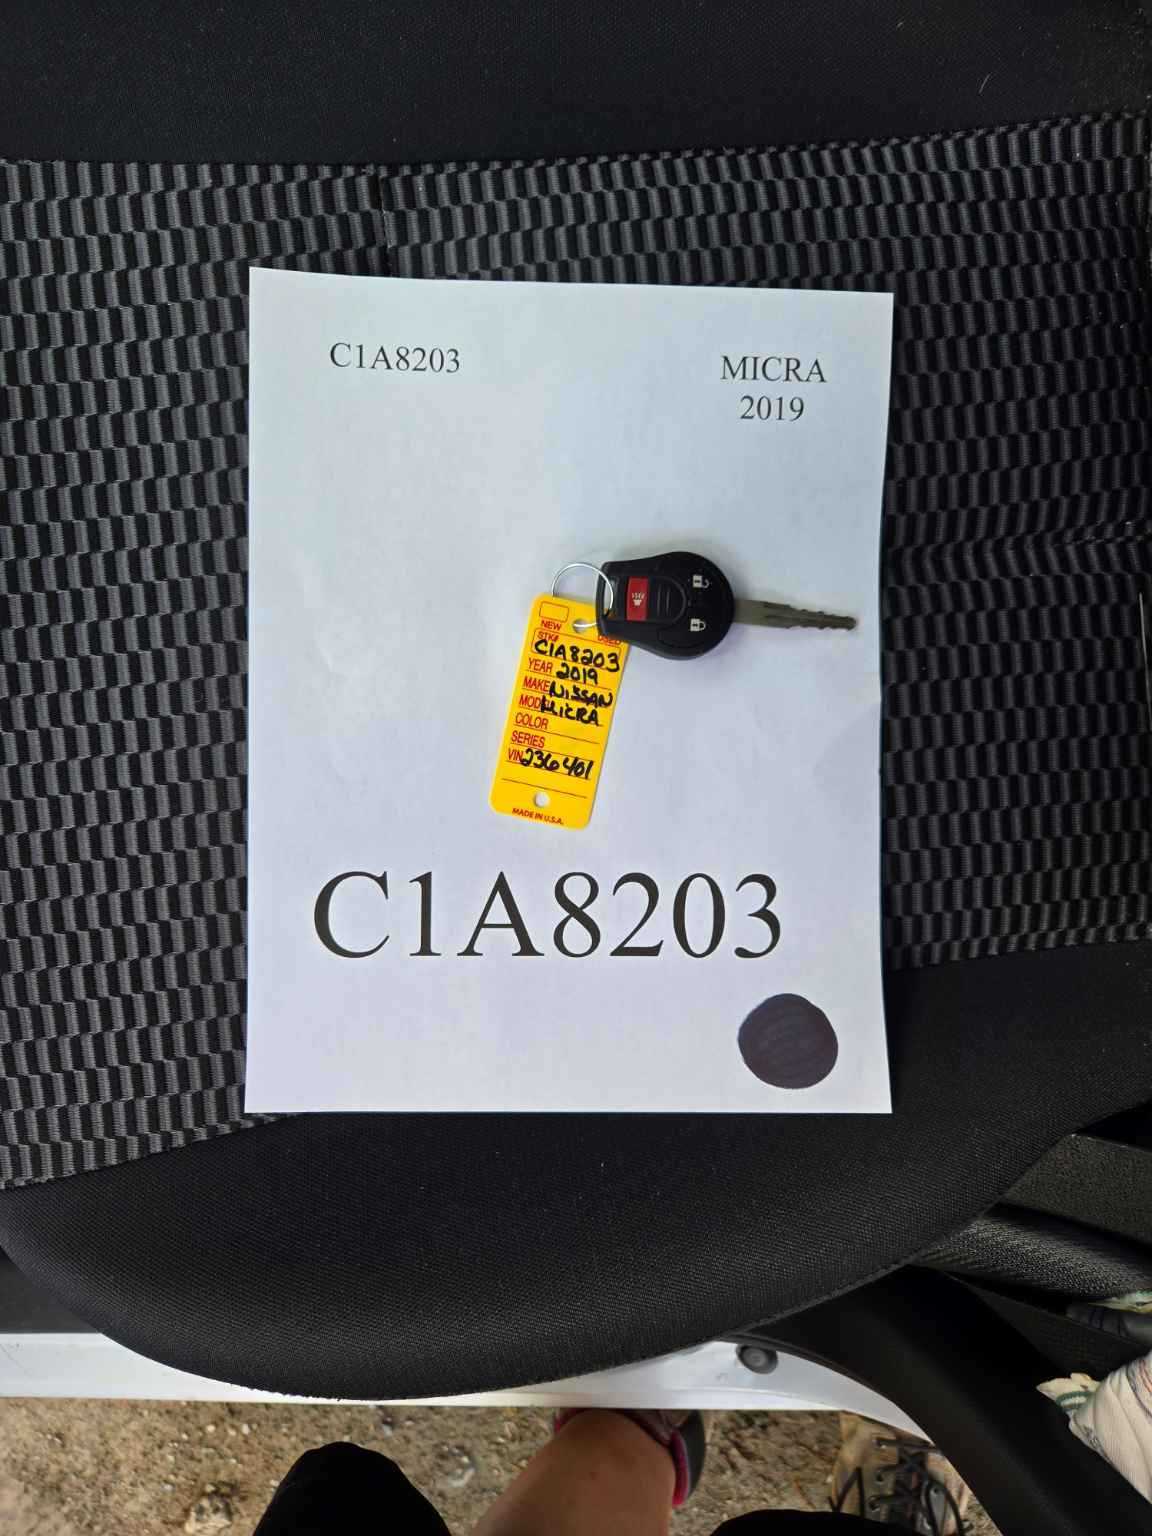 C1A8203
MICRA
2019
NEW
USED
STK#
C1A8203
YEAR 2019
MAKE NISSAN
MODEL MICRA
COLOR
SERIES
VIN 236401
MADE IN U.S.A.
C1A8203